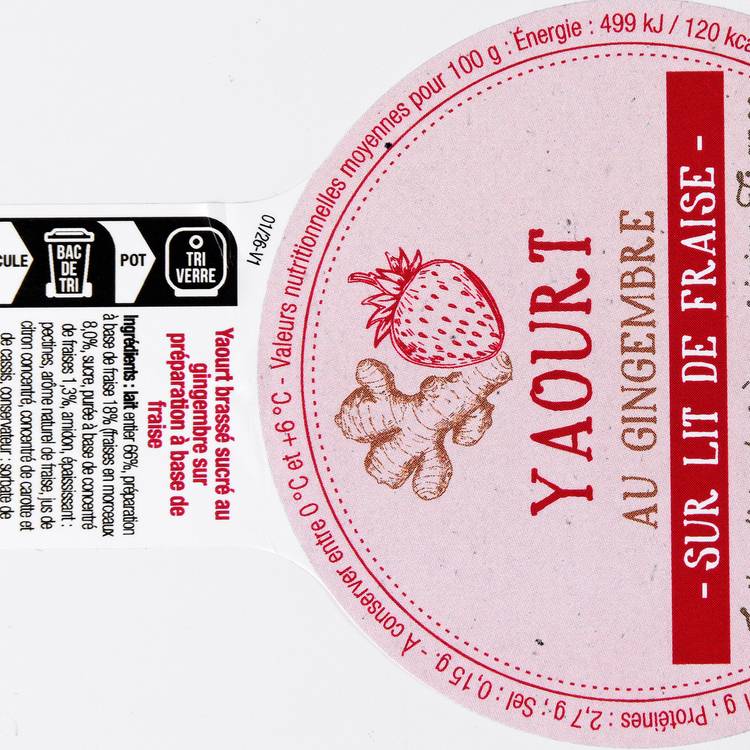 YAOURT
AU GINGEMBRE
- SUR LIT DE FRAISE -
Valeurs nutritionnelles moyennes pour 100 g : Énergie : 499 kJ / 120
g ; Protéines : 2,7 g ; Sel : 0,15 g - À conserver entre 0 °C et +6 °C -
01/26-V1
BAC
DE
TRI
POT
TRI
VERRE
Yaourt brassé sucré au
gingembre sur
préparation à base de
fraise
Ingrédients : lait entier 66%, préparation
à base de fraise 18% (fraises en morceaux
8,0%, sucre, purée à base de concentré
de fraises 1,3%, amidon, épaississant :
pectines, arôme naturel de fraise, jus de
citron concentré, concentré de carotte et
de cassis, conservateur : sorbate de